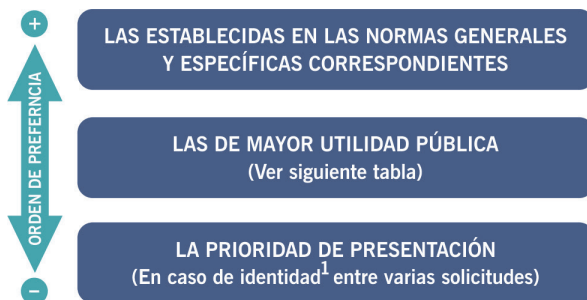 +
ORDEN DE PREFERNCIA
−
LAS ESTABLECIDAS EN LAS NORMAS GENERALES
Y ESPECÍFICAS CORRESPONDIENTES
LAS DE MAYOR UTILIDAD PÚBLICA
(Ver siguiente tabla)
LA PRIORIDAD DE PRESENTACIÓN
(En caso de identidad¹ entre varias solicitudes)